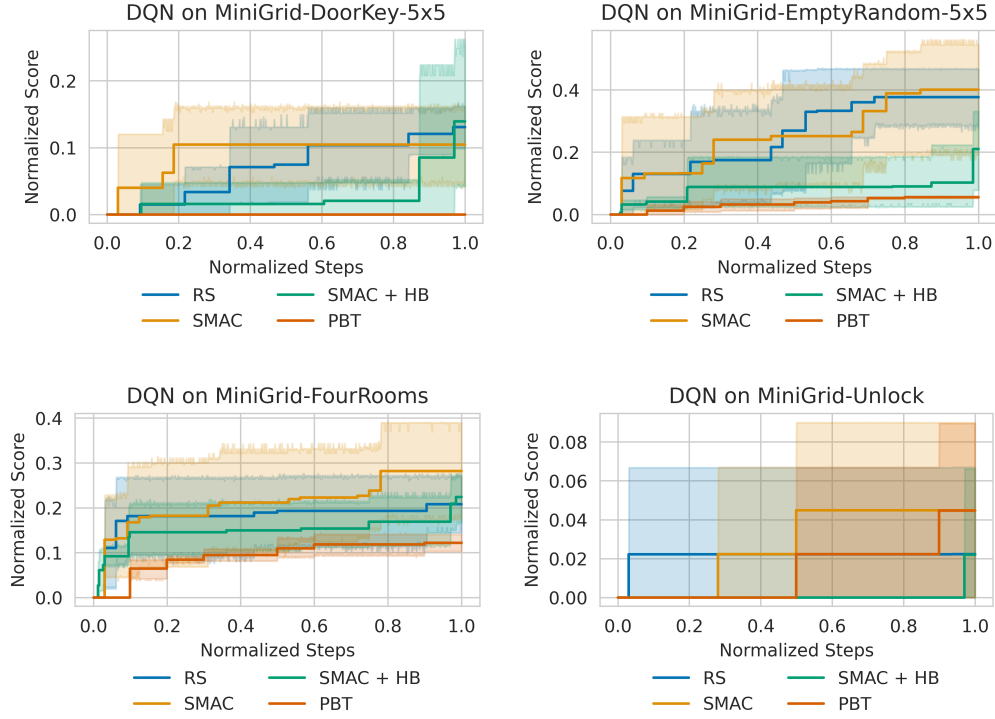 DQN on MiniGrid-DoorKey-5x5
Normalized Score
0.2
0.1
0.0
0.0 0.2 0.4 0.6 0.8 1.0
Normalized Steps
RS SMAC + HB
SMAC PBT
DQN on MiniGrid-EmptyRandom-5x5
Normalized Score
0.4
0.2
0.0
0.0 0.2 0.4 0.6 0.8 1.0
Normalized Steps
RS SMAC + HB
SMAC PBT
DQN on MiniGrid-FourRooms
Normalized Score
0.4
0.3
0.2
0.1
0.0
0.0 0.2 0.4 0.6 0.8 1.0
Normalized Steps
RS SMAC + HB
SMAC PBT
DQN on MiniGrid-Unlock
Normalized Score
0.08
0.06
0.04
0.02
0.00
0.0 0.2 0.4 0.6 0.8 1.0
Normalized Steps
RS SMAC + HB
SMAC PBT